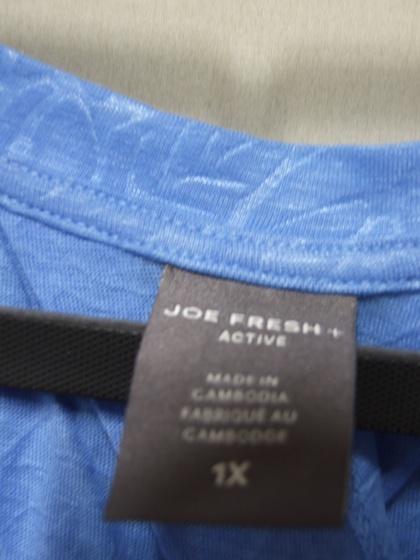 JOE FRESH +
ACTIVE
MADE IN
CAMBODIA
FABRIQUÉ AU
CAMBODGE
1X